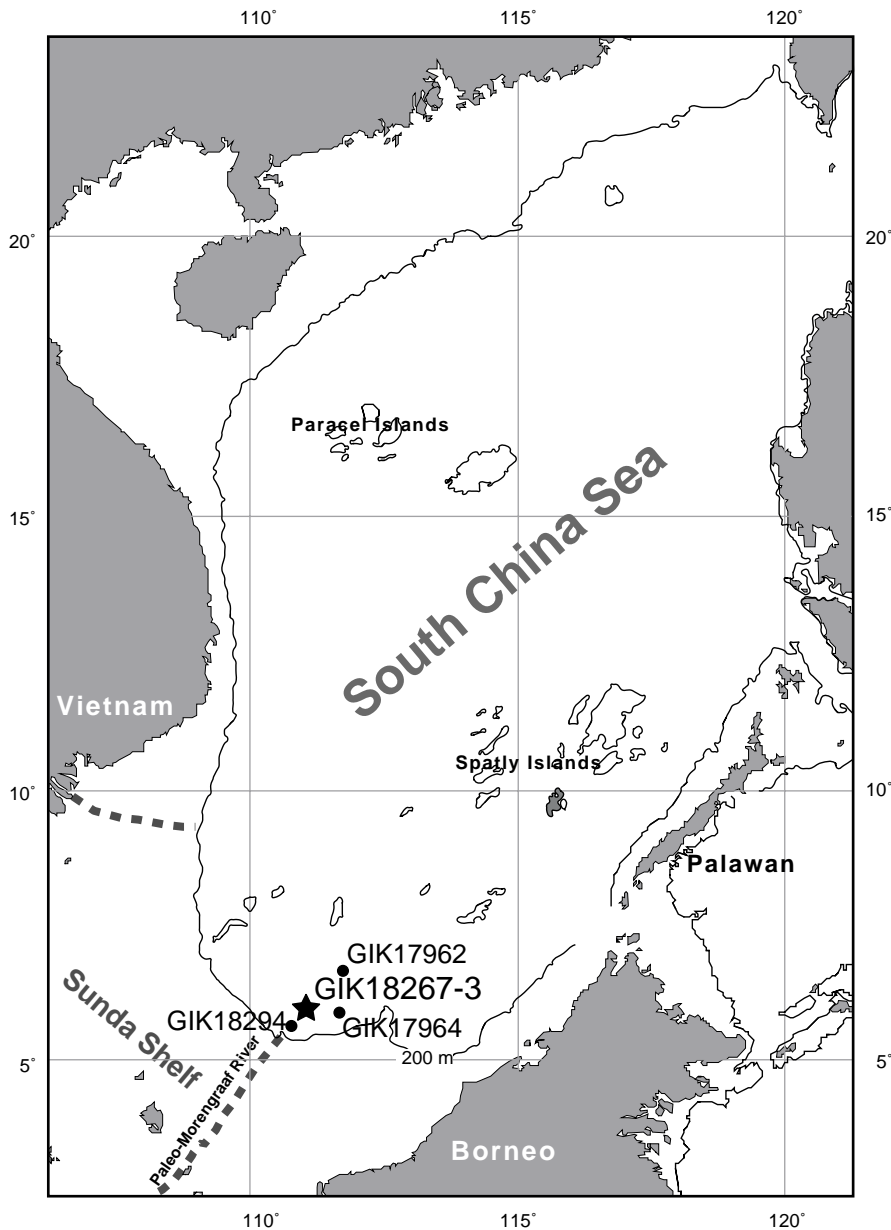 110° 115° 120°
20° 20°
Paracel Islands
South China Sea
15° 15°
Vietnam
Spatly Islands
10° 10°
Palawan
GIK17962
GIK18267-3
GIK18294
GIK17964
Sunda Shelf
Paleo-Morengraaf River
200 m
5° 5°
Borneo
110° 115° 120°